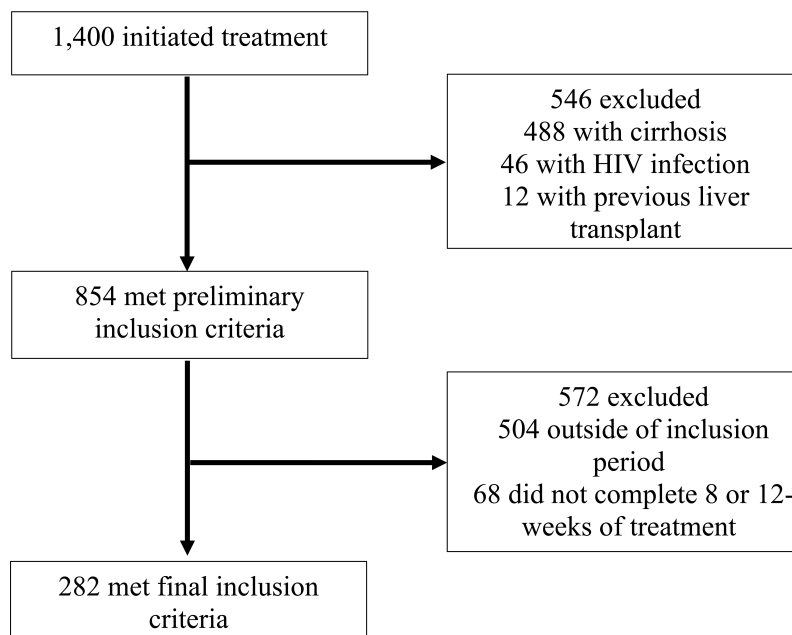 1,400 initiated treatment
546 excluded
488 with cirrhosis
46 with HIV infection
12 with previous liver
transplant
854 met preliminary
inclusion criteria
572 excluded
504 outside of inclusion
period
68 did not complete 8 or 12-
weeks of treatment
282 met final inclusion
criteria